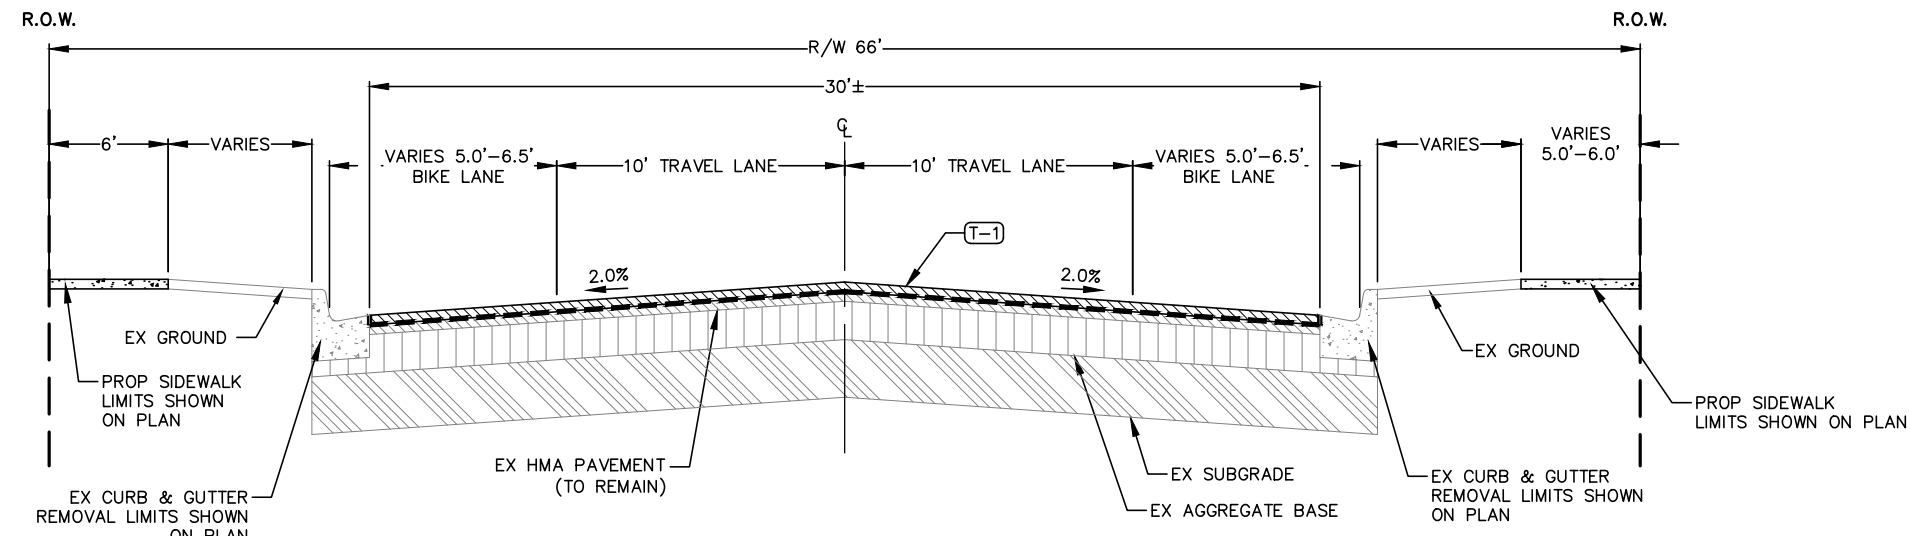 R.O.W.
R.O.W.
R/W 66'
30'±
6'
VARIES
VARIES 5.0'-6.5'
BIKE LANE
10' TRAVEL LANE
℄
10' TRAVEL LANE
VARIES 5.0'-6.5'
BIKE LANE
VARIES
VARIES
5.0'-6.0'
T-1
2.0%
2.0%
EX GROUND
EX GROUND
PROP SIDEWALK
LIMITS SHOWN
ON PLAN
PROP SIDEWALK
LIMITS SHOWN ON PLAN
EX HMA PAVEMENT
(TO REMAIN)
EX SUBGRADE
EX AGGREGATE BASE
EX CURB & GUTTER
REMOVAL LIMITS SHOWN
ON PLAN
EX CURB & GUTTER
REMOVAL LIMITS SHOWN
ON PLAN